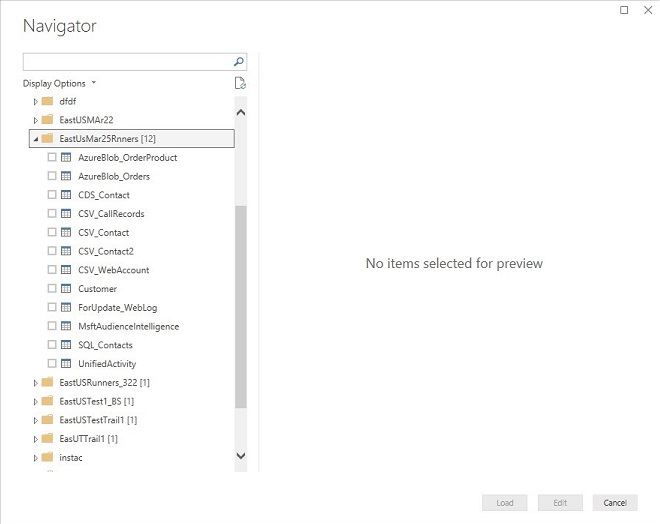 Navigator
Display Options
dfdf
EastUSMAr22
EastUsMar25Rnners [12]
AzureBlob_OrderProduct
AzureBlob_Orders
CDS_Contact
CSV_CallRecords
CSV_Contact
CSV_Contact2
CSV_WebAccount
Customer
ForUpdate_WebLog
MsftAudienceIntelligence
SQL_Contacts
UnifiedActivity
EastUSRunners_322 [1]
EastUSTest1_BS [1]
EastUSTestTrail1 [1]
EasUTTrail1 [1]
instac
No items selected for preview
Load Edit Cancel